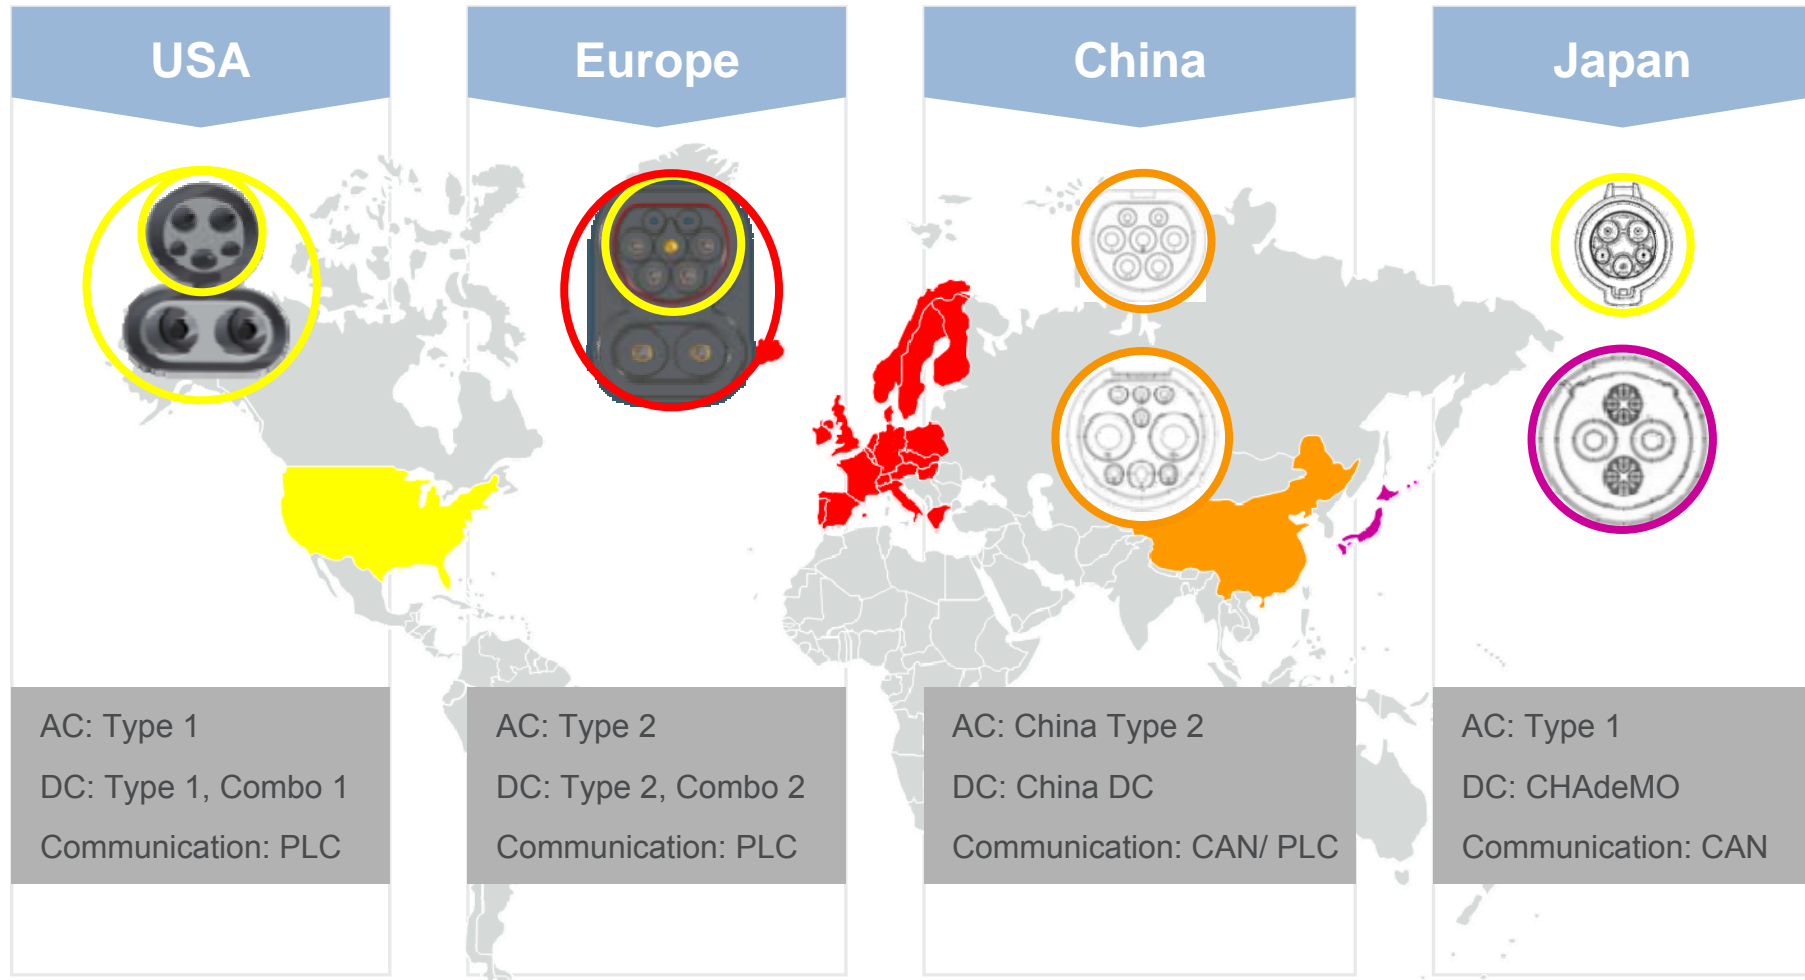 USA
AC: Type 1
DC: Type 1, Combo 1
Communication: PLC
Europe
AC: Type 2
DC: Type 2, Combo 2
Communication: PLC
China
AC: China Type 2
DC: China DC
Communication: CAN/ PLC
Japan
AC: Type 1
DC: CHAdeMO
Communication: CAN